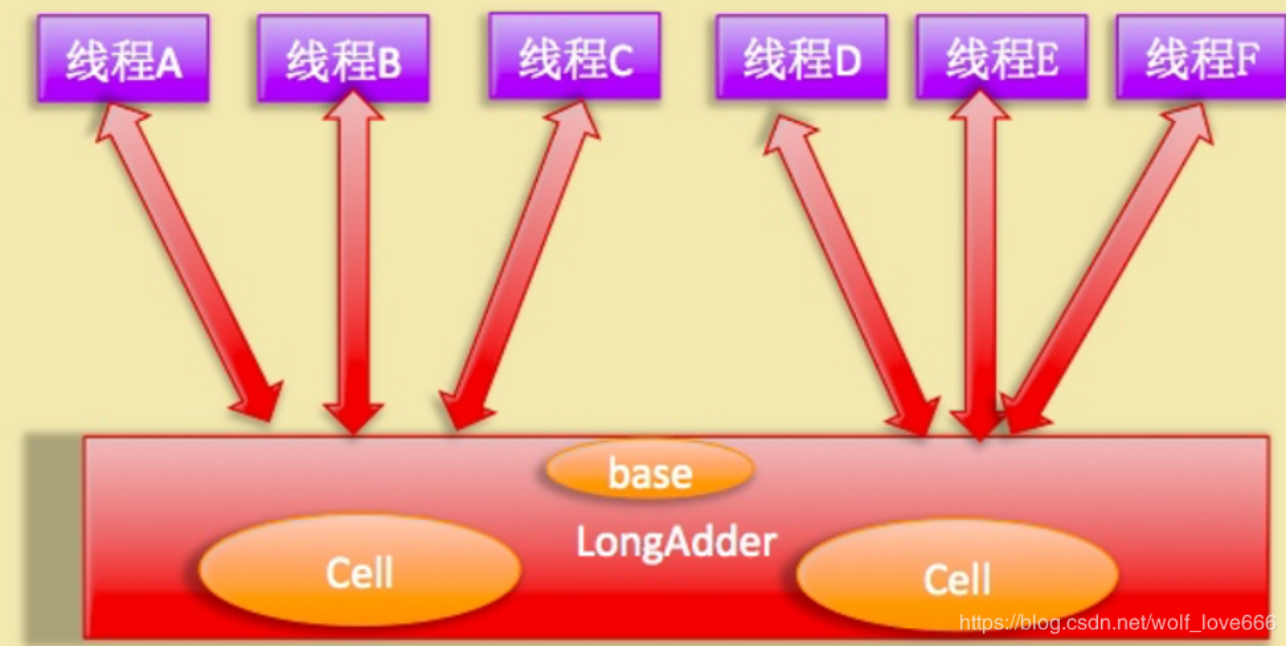 线程A
线程B
线程C
线程D
线程E
线程F
base
LongAdder
Cell
Cell
https://blog.csdn.net/wolf_love666